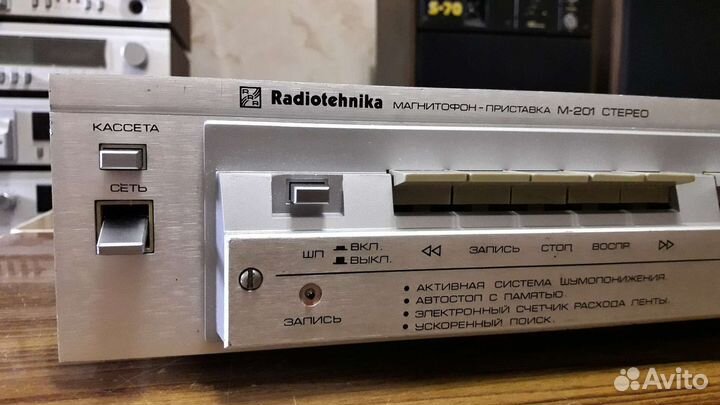 S-70
RRR Radiotehnika МАГНИТОФОН-ПРИСТАВКА М-201 СТЕРЕО
КАССЕТА
СЕТЬ
ШП ВКЛ.
ВЫКЛ.
ЗАПИСЬ СТОП ВОСПР.
ЗАПИСЬ
• АКТИВНАЯ СИСТЕМА ШУМОПОНИЖЕНИЯ.
• АВТОСТОП С ПАМЯТЬЮ.
• ЭЛЕКТРОННЫЙ СЧЕТЧИК РАСХОДА ЛЕНТЫ.
• УСКОРЕННЫЙ ПОИСК.
Avito